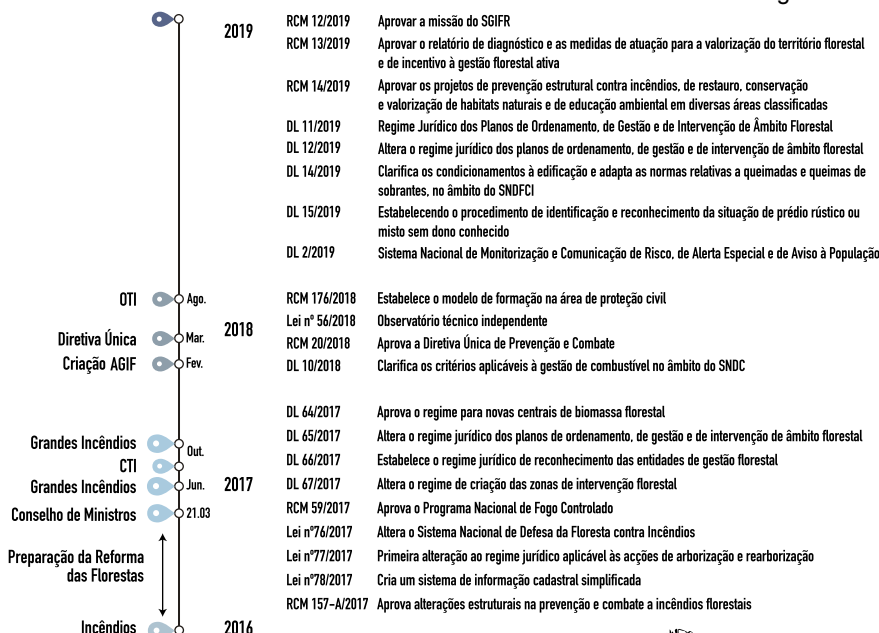 2019
RCM 12/2019 Aprovar a missão do SGIFR
RCM 13/2019 Aprovar o relatório de diagnóstico e as medidas de atuação para a valorização do território florestal
e de incentivo à gestão florestal ativa
RCM 14/2019 Aprovar os projetos de prevenção estrutural contra incêndios, de restauro, conservação
e valorização de habitats naturais e de educação ambiental em diversas áreas classificadas
DL 11/2019 Regime Jurídico dos Planos de Ordenamento, de Gestão e de Intervenção de Âmbito Florestal
DL 12/2019 Altera o regime jurídico dos planos de ordenamento, de gestão e de intervenção de âmbito florestal
DL 14/2019 Clarifica os condicionamentos à edificação e adapta as normas relativas a queimadas e queimas de
sobrantes, no âmbito do SNDFCI
DL 15/2019 Estabelecendo o procedimento de identificação e reconhecimento da situação de prédio rústico ou
misto sem dono conhecido
DL 2/2019 Sistema Nacional de Monitorização e Comunicação de Risco, de Alerta Especial e de Aviso à População
OTI Ago.
Diretiva Única Mar.
Criação AGIF Fev.
2018
RCM 176/2018 Estabelece o modelo de formação na área de proteção civil
Lei nº 56/2018 Observatório técnico independente
RCM 20/2018 Aprova a Diretiva Única de Prevenção e Combate
DL 10/2018 Clarifica os critérios aplicáveis à gestão de combustível no âmbito do SNDC
Grandes Incêndios Out.
CTI
Grandes Incêndios Jun.
Conselho de Ministros 21.03
2017
DL 64/2017 Aprova o regime para novas centrais de biomassa florestal
DL 65/2017 Altera o regime jurídico dos planos de ordenamento, de gestão e de intervenção de âmbito florestal
DL 66/2017 Estabelece o regime jurídico de reconhecimento das entidades de gestão florestal
DL 67/2017 Altera o regime de criação das zonas de intervenção florestal
RCM 59/2017 Aprova o Programa Nacional de Fogo Controlado
Lei nº76/2017 Altera o Sistema Nacional de Defesa da Floresta contra Incêndios
Lei nº77/2017 Primeira alteração ao regime jurídico aplicável às acções de arborização e rearborização
Lei nº78/2017 Cria um sistema de informação cadastral simplificada
RCM 157-A/2017 Aprova alterações estruturais na prevenção e combate a incêndios florestais
Preparação da Reforma
das Florestas
Incêndios 2016